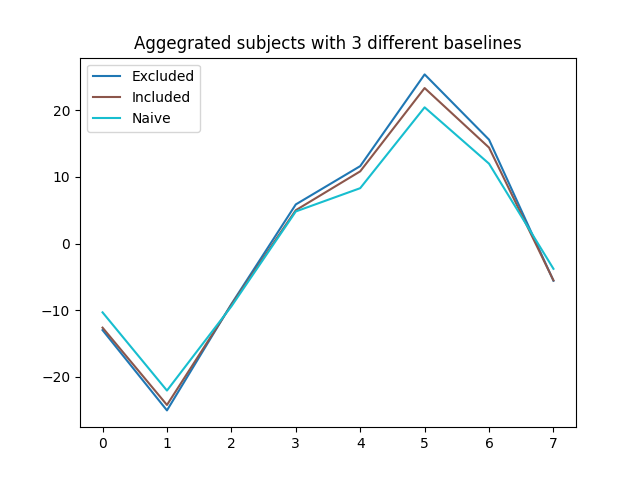 Aggegrated subjects with 3 different baselines
Excluded
Included
Naive
20
10
0
−10
−20
0 1 2 3 4 5 6 7